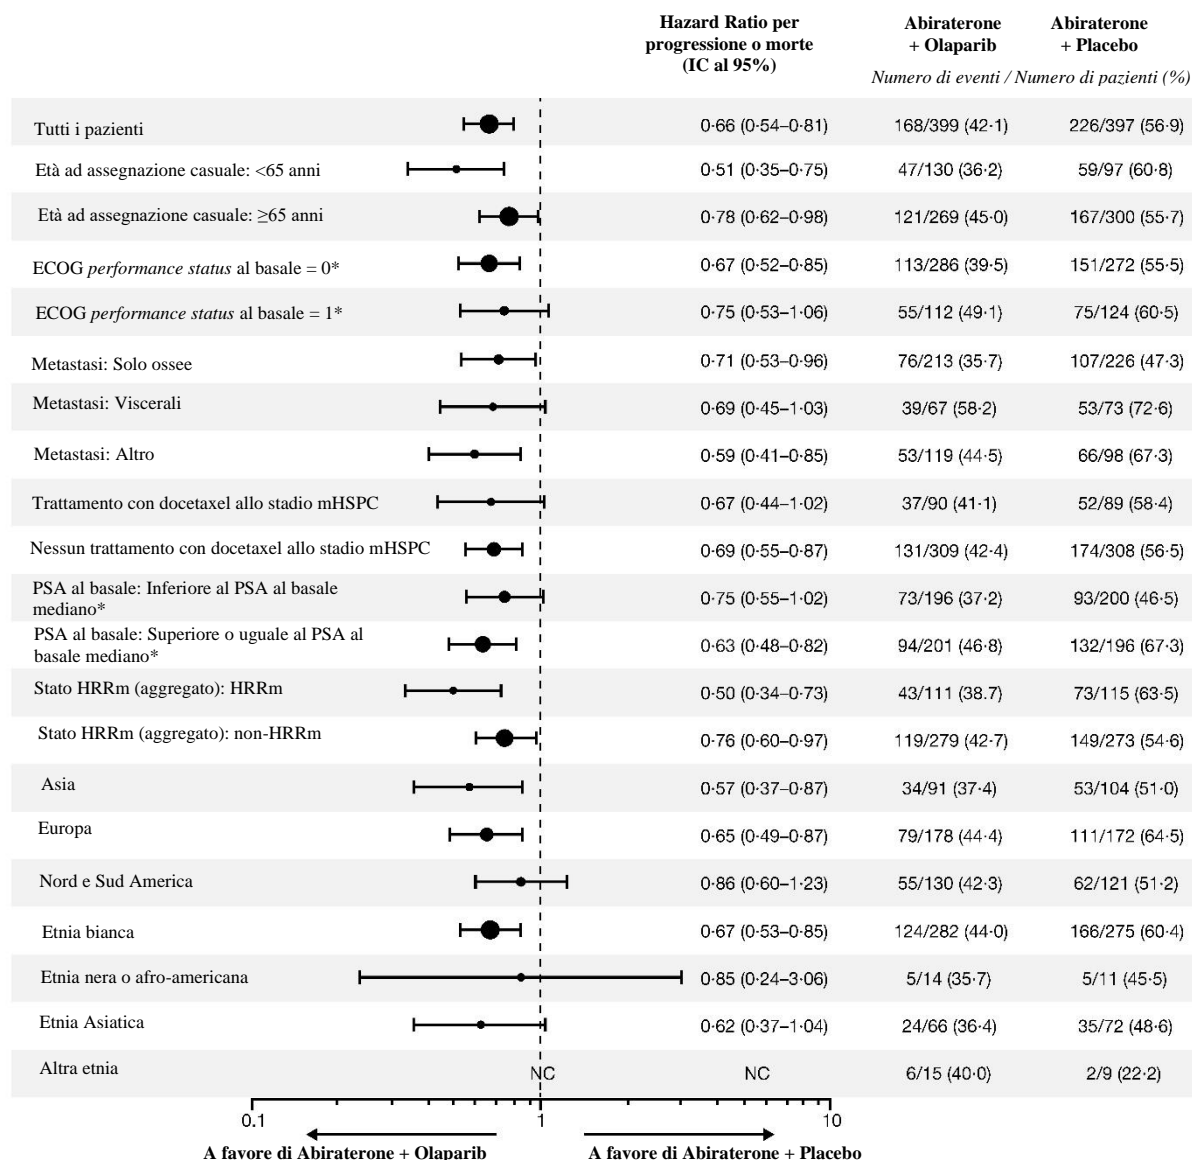 Hazard Ratio per progressione o morte (IC al 95%) Abiraterone + Olaparib Abiraterone + Placebo
Numero di eventi / Numero di pazienti (%)
Tutti i pazienti 0·66 (0·54–0·81) 168/399 (42·1) 226/397 (56·9)
Età ad assegnazione casuale: <65 anni 0·51 (0·35–0·75) 47/130 (36·2) 59/97 (60·8)
Età ad assegnazione casuale: ≥65 anni 0·78 (0·62–0·98) 121/269 (45·0) 167/300 (55·7)
ECOG performance status al basale = 0* 0·67 (0·52–0·85) 113/286 (39·5) 151/272 (55·5)
ECOG performance status al basale = 1* 0·75 (0·53–1·06) 55/112 (49·1) 75/124 (60·5)
Metastasi: Solo ossee 0·71 (0·53–0·96) 76/213 (35·7) 107/226 (47·3)
Metastasi: Viscerali 0·69 (0·45–1·03) 39/67 (58·2) 53/73 (72·6)
Metastasi: Altro 0·59 (0·41–0·85) 53/119 (44·5) 66/98 (67·3)
Trattamento con docetaxel allo stadio mHSPC 0·67 (0·44–1·02) 37/90 (41·1) 52/89 (58·4)
Nessun trattamento con docetaxel allo stadio mHSPC 0·69 (0·55–0·87) 131/309 (42·4) 174/308 (56·5)
PSA al basale: Inferiore al PSA al basale mediano* 0·75 (0·55–1·02) 73/196 (37·2) 93/200 (46·5)
PSA al basale: Superiore o uguale al PSA al basale mediano* 0·63 (0·48–0·82) 94/201 (46·8) 132/196 (67·3)
Stato HRRm (aggregato): HRRm 0·50 (0·34–0·73) 43/111 (38.7) 73/115 (63·5)
Stato HRRm (aggregato): non-HRRm 0·76 (0·60–0·97) 119/279 (42·7) 149/273 (54·6)
Asia 0·57 (0·37–0·87) 34/91 (37·4) 53/104 (51·0)
Europa 0·65 (0·49–0·87) 79/178 (44·4) 111/172 (64·5)
Nord e Sud America 0·86 (0·60–1·23) 55/130 (42·3) 62/121 (51·2)
Etnia bianca 0·67 (0·53–0·85) 124/282 (44·0) 166/275 (60·4)
Etnia nera o afro-americana 0·85 (0·24–3·06) 5/14 (35·7) 5/11 (45·5)
Etnia Asiatica 0·62 (0·37–1·04) 24/66 (36·4) 35/72 (48·6)
Altra etnia NC NC 6/15 (40·0) 2/9 (22·2)
0.1 1 10
A favore di Abiraterone + Olaparib A favore di Abiraterone + Placebo